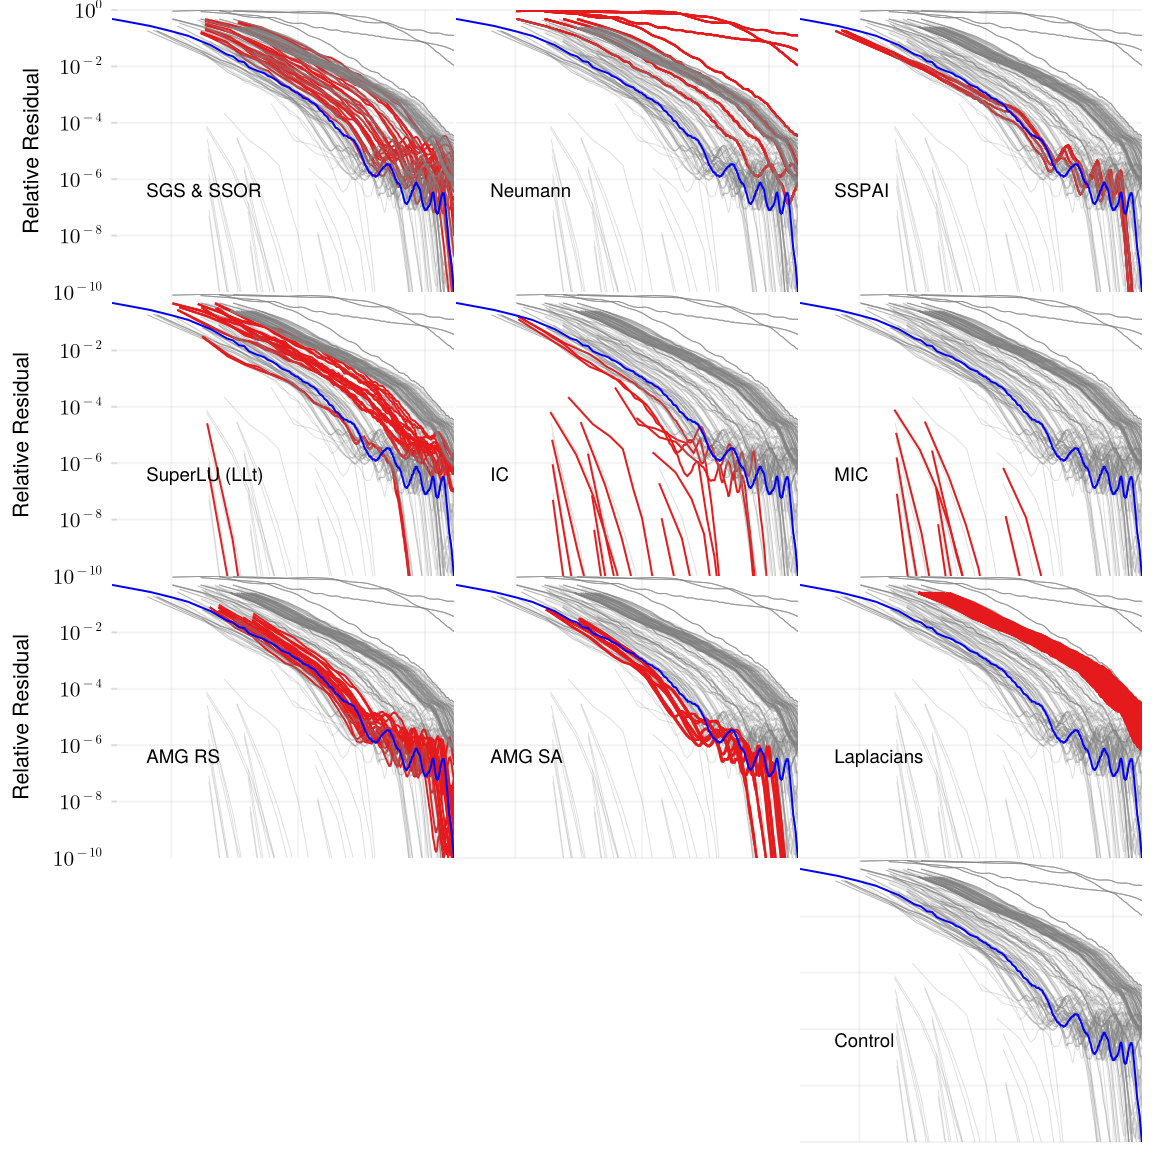 10^0
10^−2
10^−4
10^−6
10^−8
10^−10
Relative Residual
SGS & SSOR
Neumann
SSPAI
10^−2
10^−4
10^−6
10^−8
10^−10
Relative Residual
SuperLU (LLt)
IC
MIC
10^−2
10^−4
10^−6
10^−8
10^−10
Relative Residual
AMG RS
AMG SA
Laplacians
Control